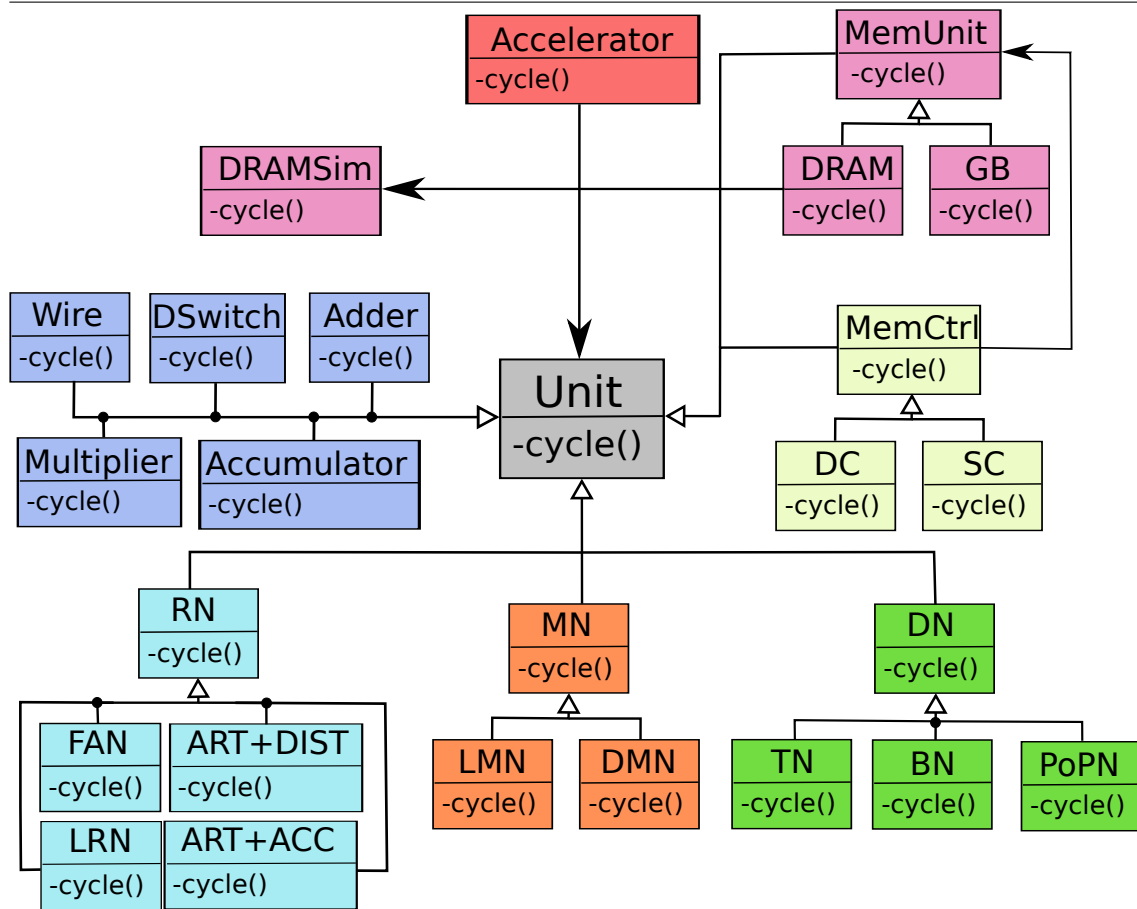 Accelerator
-cycle()
MemUnit
-cycle()
DRAMSim
-cycle()
DRAM
-cycle()
GB
-cycle()
Wire
-cycle()
DSwitch
-cycle()
Adder
-cycle()
MemCtrl
-cycle()
Unit
-cycle()
Multiplier
-cycle()
Accumulator
-cycle()
DC
-cycle()
SC
-cycle()
RN
-cycle()
MN
-cycle()
DN
-cycle()
FAN
-cycle()
ART+DIST
-cycle()
LRN
-cycle()
ART+ACC
-cycle()
LMN
-cycle()
DMN
-cycle()
TN
-cycle()
BN
-cycle()
PoPN
-cycle()